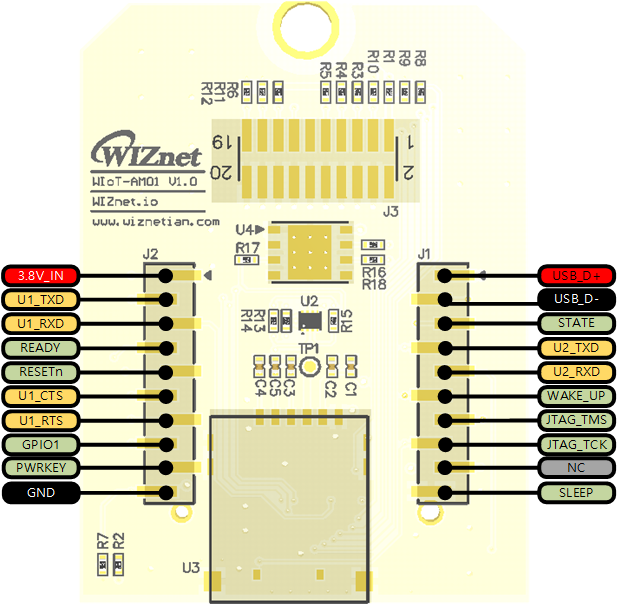 R6
R11
R12
R5
R4
R3
R10
R1
R9
R8
19
1
20
2
WIZnet
WIoT-AM01 V1.0
WIZnet.io
www.wiznetian.com
J3
U4
R17
R16
R18
J2
J1
3.8V_IN
U1_TXD
U1_RXD
READY
RESETn
U1_CTS
U1_RTS
GPIO1
PWRKEY
GND
USB_D+
USB_D-
STATE
U2_TXD
U2_RXD
WAKE_UP
JTAG_TMS
JTAG_TCK
NC
SLEEP
U2
R14
R13
R15
TP1
C4
C5
C3
C2
C1
U3
R7
R2